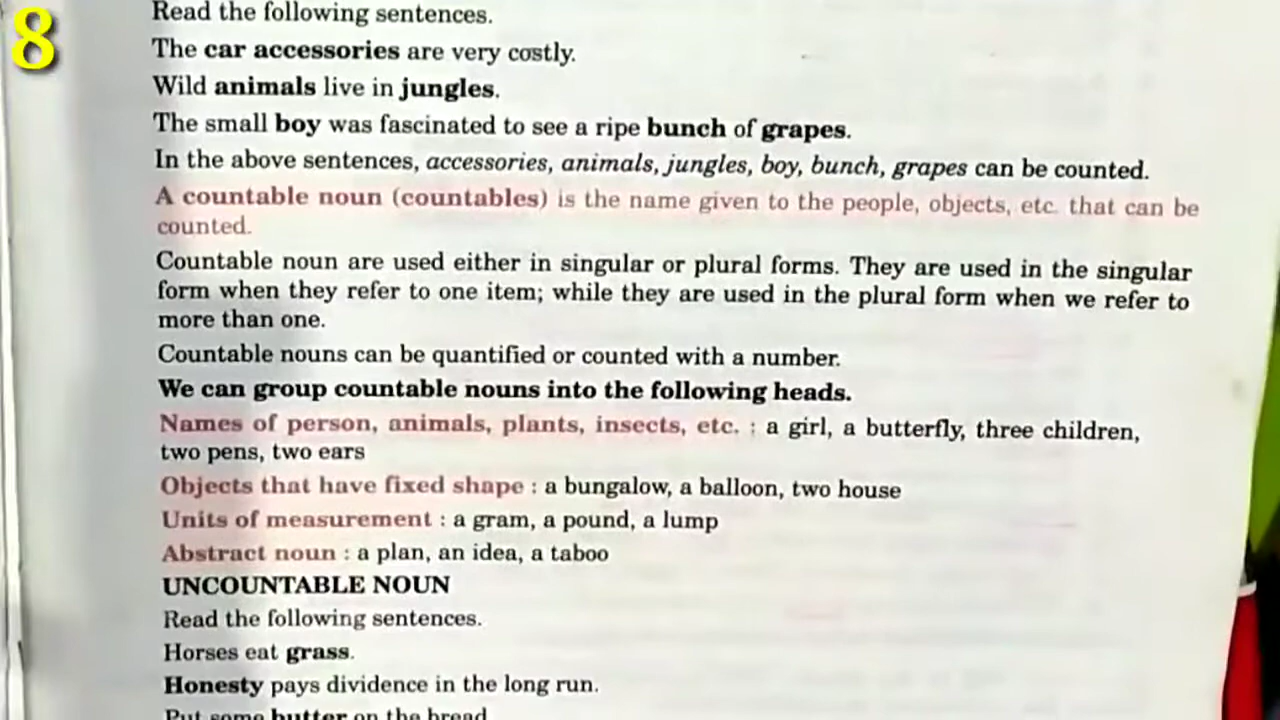 8
Read the following sentences.
The car accessories are very costly.
Wild animals live in jungles.
The small boy was fascinated to see a ripe bunch of grapes.
In the above sentences, accessories, animals, jungles, boy, bunch, grapes can be counted.
A countable noun (countables) is the name given to the people, objects, etc. that can be
counted.
Countable noun are used either in singular or plural forms. They are used in the singular
form when they refer to one item; while they are used in the plural form when we refer to
more than one.
Countable nouns can be quantified or counted with a number.
We can group countable nouns into the following heads.
Names of person, animals, plants, insects, etc. : a girl, a butterfly, three children,
two pens, two ears
Objects that have fixed shape : a bungalow, a balloon, two house
Units of measurement : a gram, a pound, a lump
Abstract noun : a plan, an idea, a taboo
UNCOUNTABLE NOUN
Read the following sentences.
Horses eat grass.
Honesty pays dividence in the long run.
Put some butter on the bread